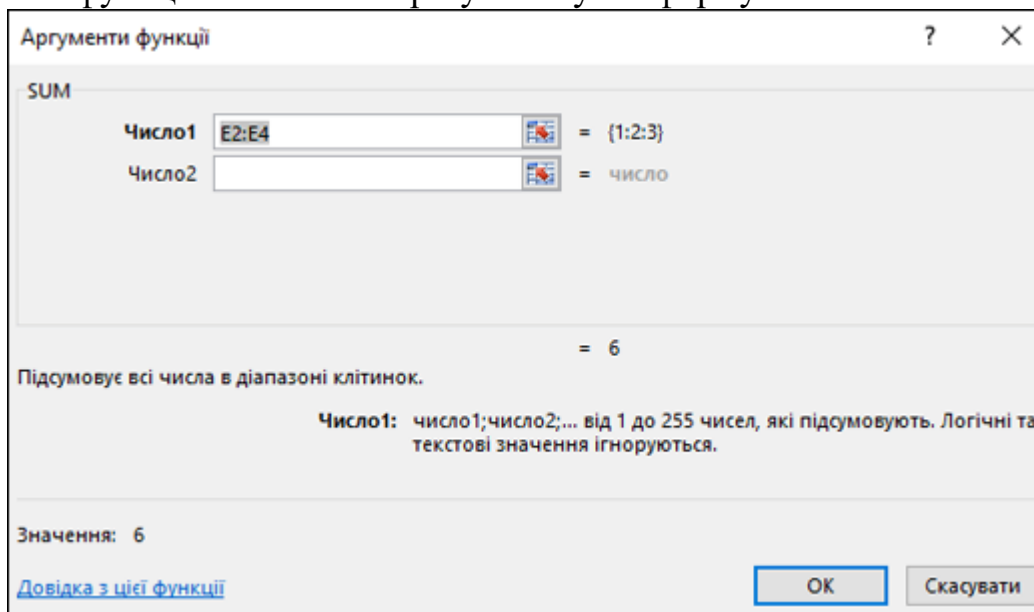 Аргументи функції ? ×
SUM
Число1 E2:E4 = {1:2:3}
Число2 = число
= 6
Підсумовує всі числа в діапазоні клітинок.
Число1: число1;число2;... від 1 до 255 чисел, які підсумовують. Логічні та
текстові значення ігноруються.
Значення: 6
Довідка з цієї функції OK Скасувати